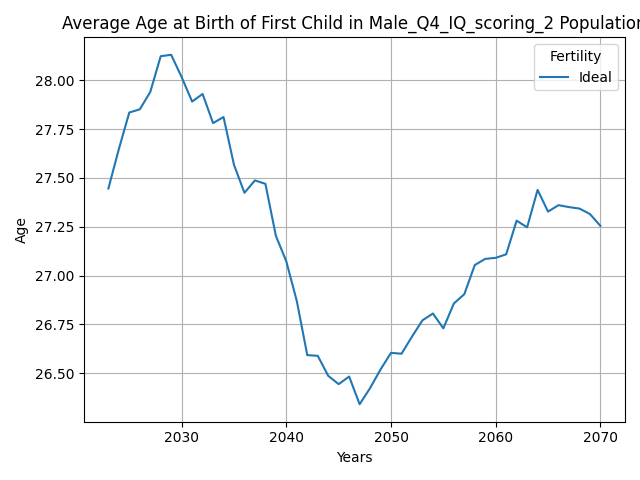 Average Age at Birth of First Child in Male_Q4_IQ_scoring_2 Population
Fertility
Ideal
28.00
27.75
27.50
27.25
27.00
26.75
26.50
Age
2030 2040 2050 2060 2070
Years